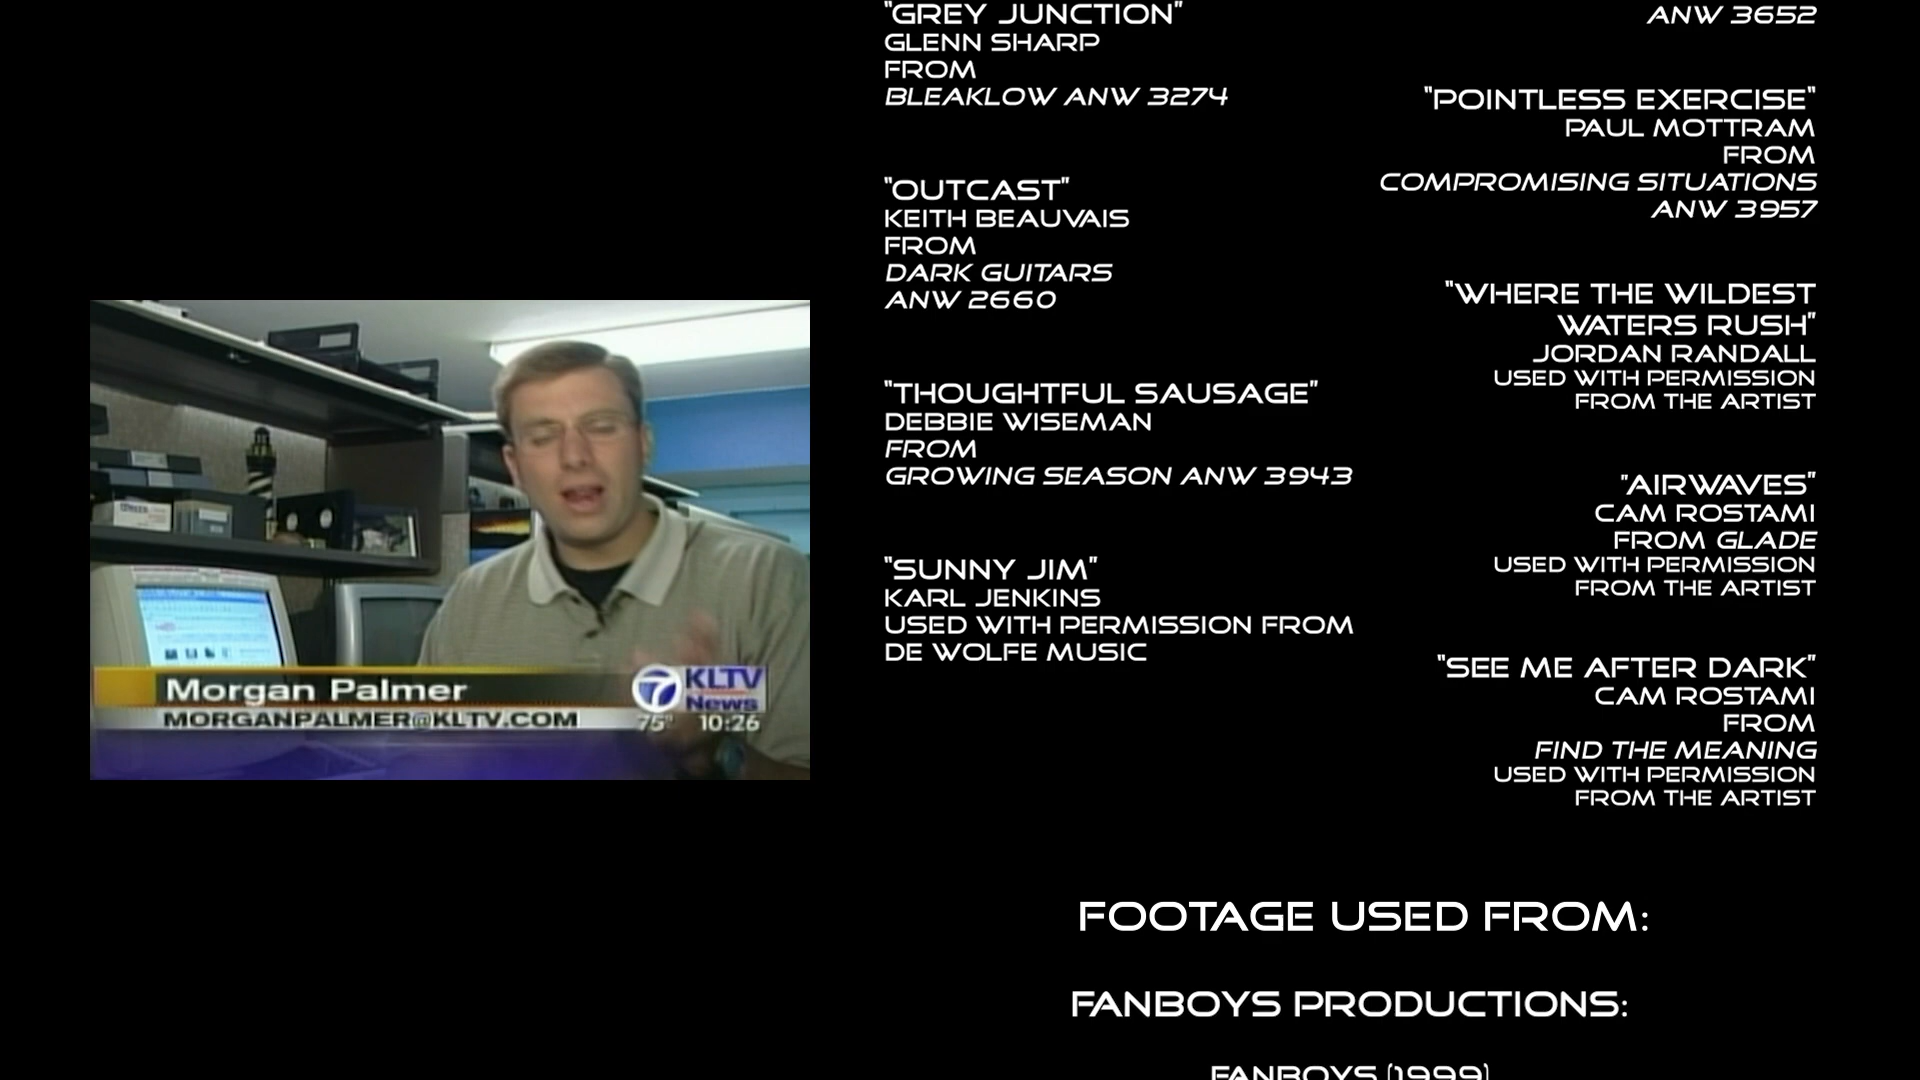 "GREY JUNCTION"
GLENN SHARP
FROM
BLEAKLOW ANW 3274
"OUTCAST"
KEITH BEAUVAIS
FROM
DARK GUITARS
ANW 2660
"THOUGHTFUL SAUSAGE"
DEBBIE WISEMAN
FROM
GROWING SEASON ANW 3943
"SUNNY JIM"
KARL JENKINS
USED WITH PERMISSION FROM
DE WOLFE MUSIC
ANW 3652
"POINTLESS EXERCISE"
PAUL MOTTRAM
FROM
COMPROMISING SITUATIONS
ANW 3957
"WHERE THE WILDEST
WATERS RUSH"
JORDAN RANDALL
USED WITH PERMISSION
FROM THE ARTIST
"AIRWAVES"
CAM ROSTAMI
FROM GLADE
USED WITH PERMISSION
FROM THE ARTIST
"SEE ME AFTER DARK"
CAM ROSTAMI
FROM
FIND THE MEANING
USED WITH PERMISSION
FROM THE ARTIST
FOOTAGE USED FROM:
FANBOYS PRODUCTIONS:
FANBOYS (1999)
Morgan Palmer
MORGANPALMER@KLTV.COM
7 KLTV
News
75° 10:26